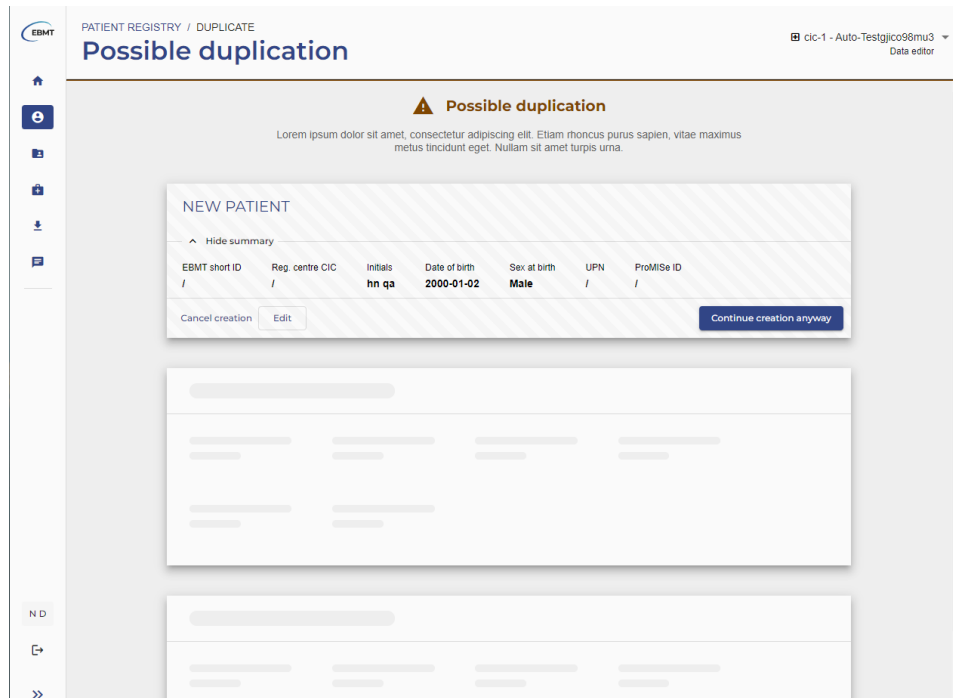 EBMT
PATIENT REGISTRY / DUPLICATE
Possible duplication
cic-1 - Auto-Testgjico98mu3
Data editor
Possible duplication
Lorem ipsum dolor sit amet, consectetur adipiscing elit. Etiam rhoncus purus sapien, vitae maximus
metus tincidunt eget. Nullam sit amet turpis urna.
NEW PATIENT
Hide summary
EBMT short ID Reg. centre CIC Initials Date of birth Sex at birth UPN ProMISe ID
/ / hn qa 2000-01-02 Male / /
Cancel creation Edit Continue creation anyway
N D